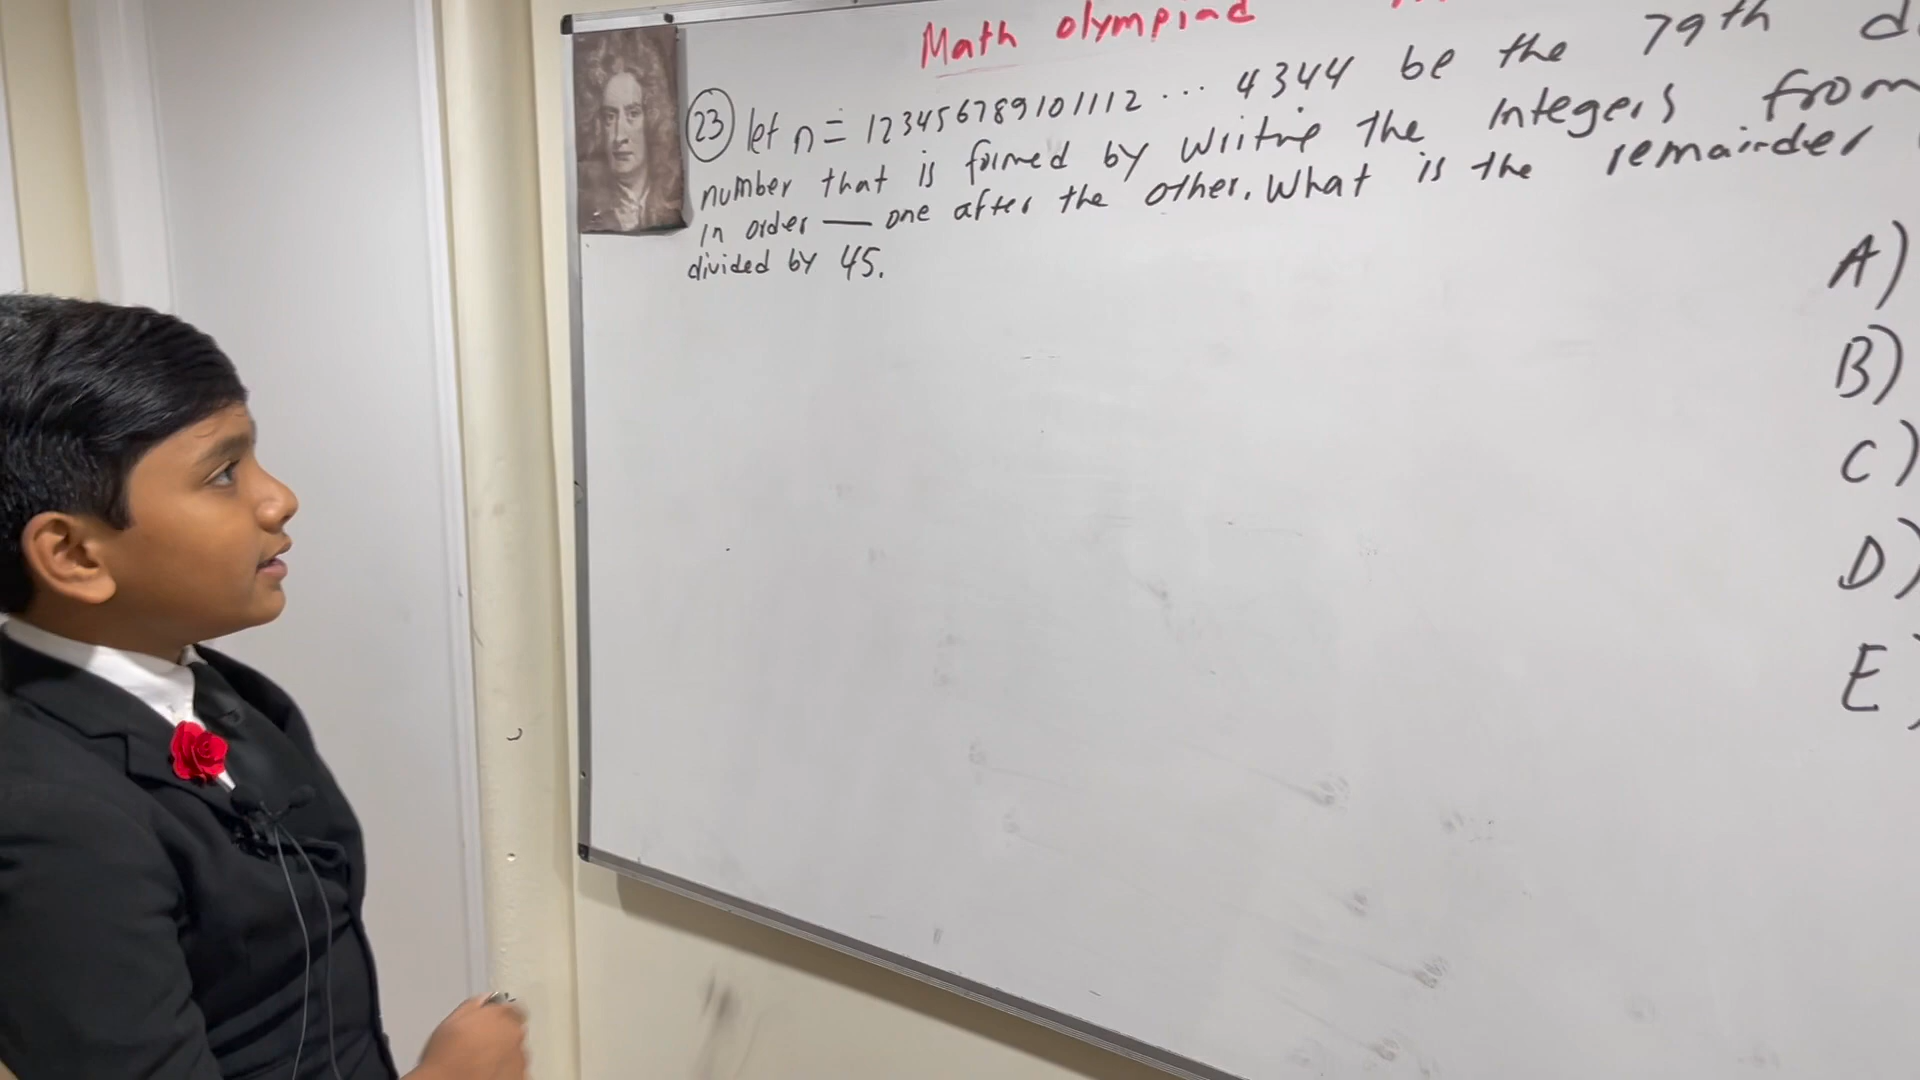 Math olympiad
23 let n = 123456789101112 ... 4344 be the 79th
number that is formed by writing the integers from
in order — one after the other. What is the remainder
divided by 45.
A)
B)
C)
D)
E)